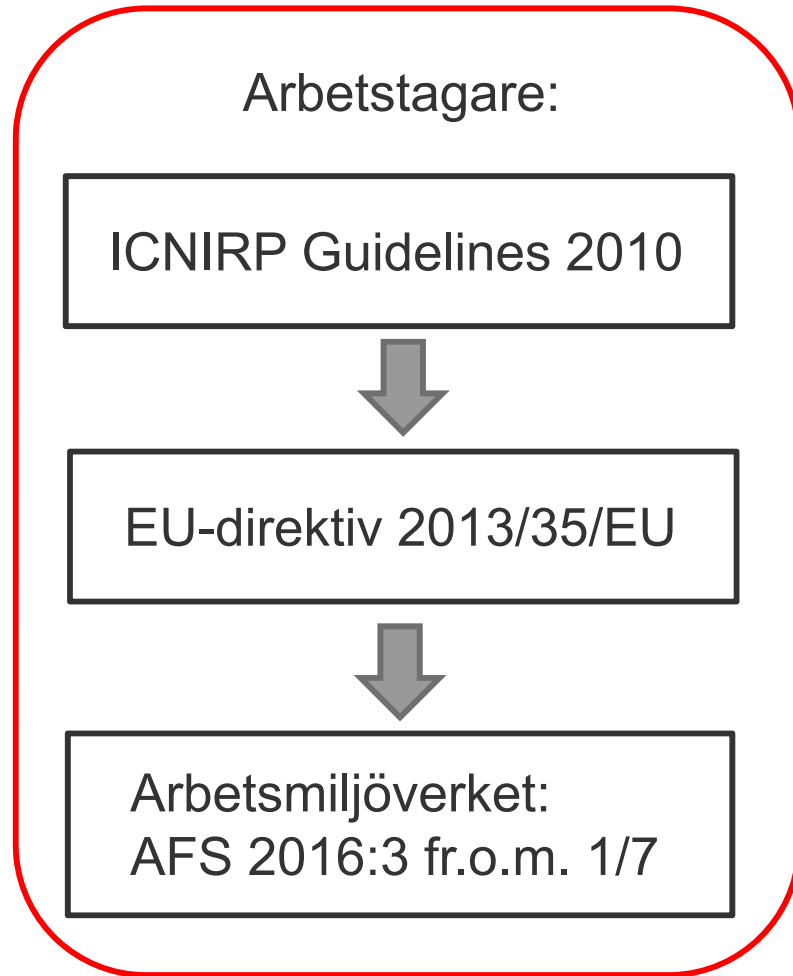 Arbetstagare:
ICNIRP Guidelines 2010
EU-direktiv 2013/35/EU
Arbetsmiljöverket:
AFS 2016:3 fr.o.m. 1/7